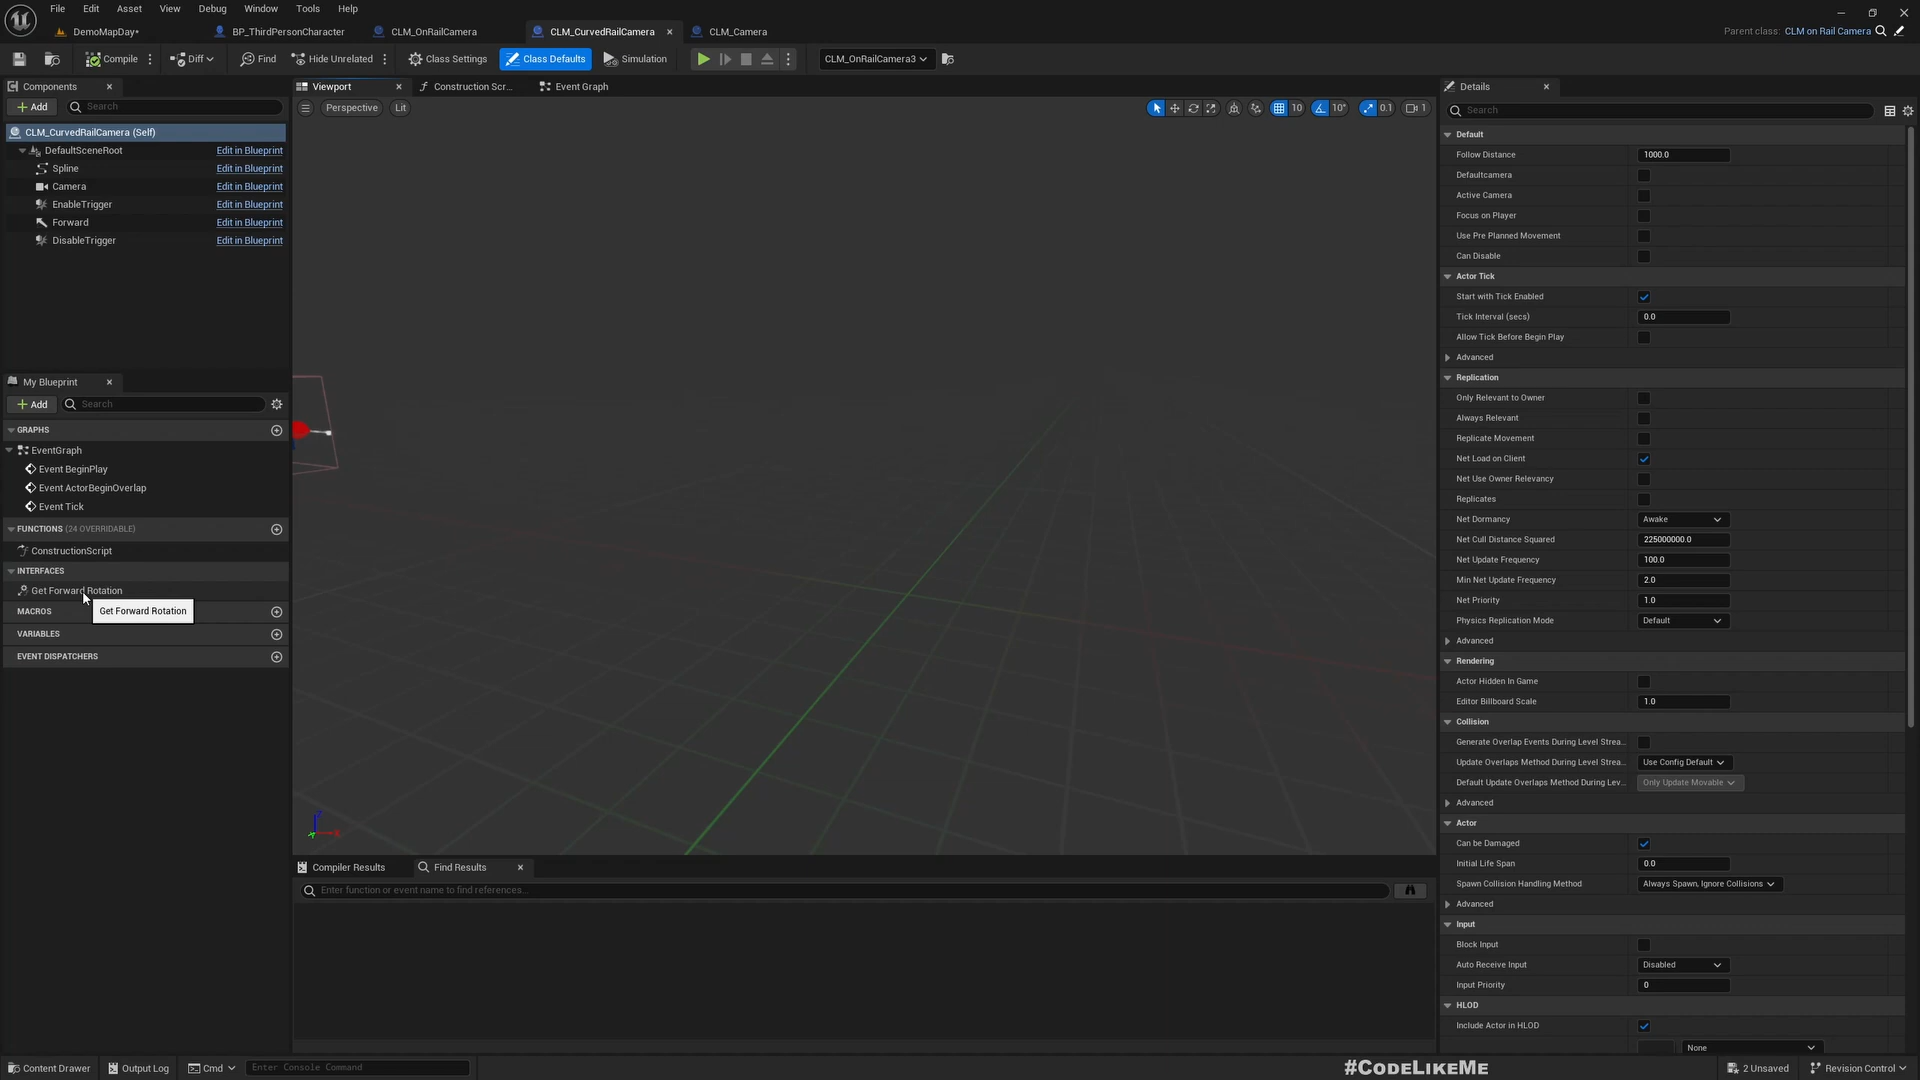 File Edit Asset View Debug Window Tools Help
DemoMapDay* BP_ThirdPersonCharacter CLM_OnRailCamera CLM_CurvedRailCamera CLM_Camera Parent class: CLM on Rail Camera
Compile Diff Find Hide Unrelated Class Settings Class Defaults Simulation CLM_OnRailCamera3
Components Viewport Construction Scr... Event Graph Details
Add Search Perspective Lit 10 10° 0.1 1 Search
CLM_CurvedRailCamera (Self)
DefaultSceneRoot Edit in Blueprint
Spline Edit in Blueprint
Camera Edit in Blueprint
EnableTrigger Edit in Blueprint
Forward Edit in Blueprint
DisableTrigger Edit in Blueprint
My Blueprint
Add Search
GRAPHS
EventGraph
Event BeginPlay
Event ActorBeginOverlap
Event Tick
FUNCTIONS (24 OVERRIDABLE)
ConstructionScript
INTERFACES
Get Forward Rotation
Get Forward Rotation
MACROS
VARIABLES
EVENT DISPATCHERS
Z X Y
Compiler Results Find Results
Enter function or event name to find references...
Default
Follow Distance 1000.0
Defaultcamera
Active Camera
Focus on Player
Use Pre Planned Movement
Can Disable
Actor Tick
Start with Tick Enabled
Tick Interval (secs) 0.0
Allow Tick Before Begin Play
Advanced
Replication
Only Relevant to Owner
Always Relevant
Replicate Movement
Net Load on Client
Net Use Owner Relevancy
Replicates
Net Dormancy Awake
Net Cull Distance Squared 225000000.0
Net Update Frequency 100.0
Min Net Update Frequency 2.0
Net Priority 1.0
Physics Replication Mode Default
Advanced
Rendering
Actor Hidden In Game
Editor Billboard Scale 1.0
Collision
Generate Overlap Events During Level Strea...
Update Overlaps Method During Level Strea... Use Config Default
Default Update Overlaps Method During Lev... Only Update Movable
Advanced
Actor
Can be Damaged
Initial Life Span 0.0
Spawn Collision Handling Method Always Spawn, Ignore Collisions
Advanced
Input
Block Input
Auto Receive Input Disabled
Input Priority 0
HLOD
Include Actor in HLOD
None
Content Drawer Output Log Cmd Enter Console Command #CODELIKEME 2 Unsaved Revision Control